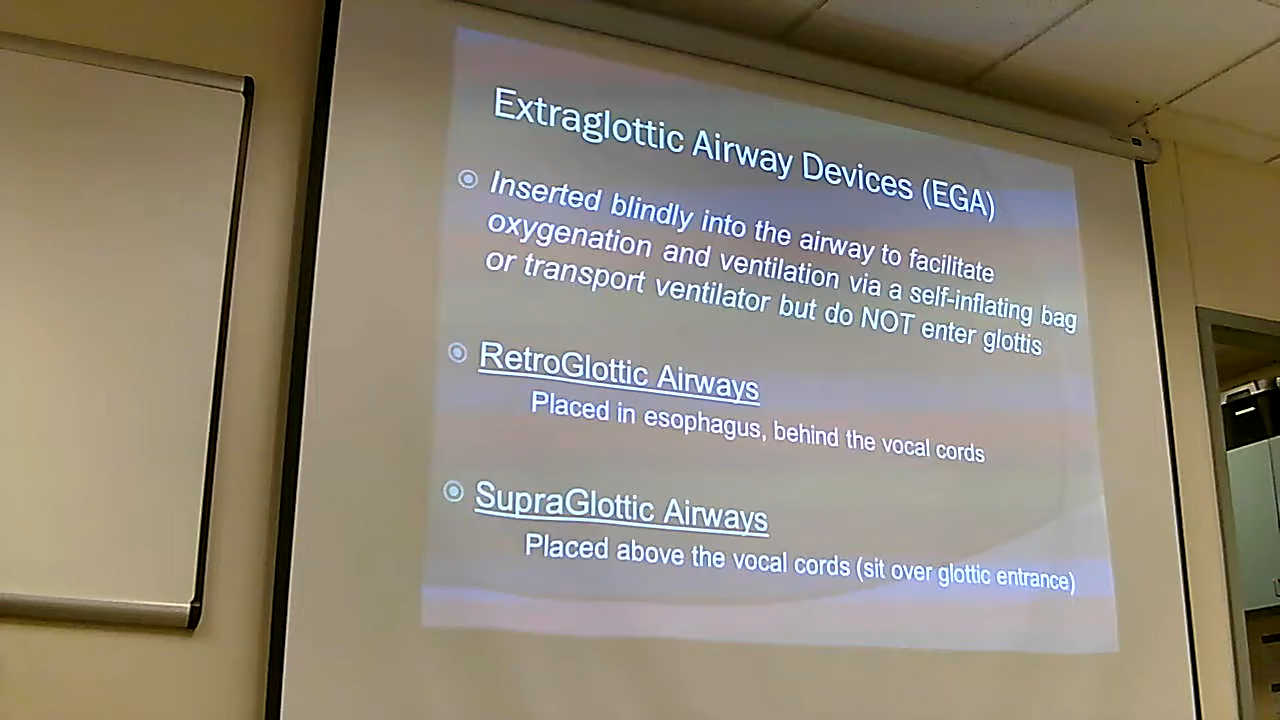 Extraglottic Airway Devices (EGA)
Inserted blindly into the airway to facilitate
oxygenation and ventilation via a self-inflating bag
or transport ventilator but do NOT enter glottis
RetroGlottic Airways
Placed in esophagus, behind the vocal cords
SupraGlottic Airways
Placed above the vocal cords (sit over glottic entrance)